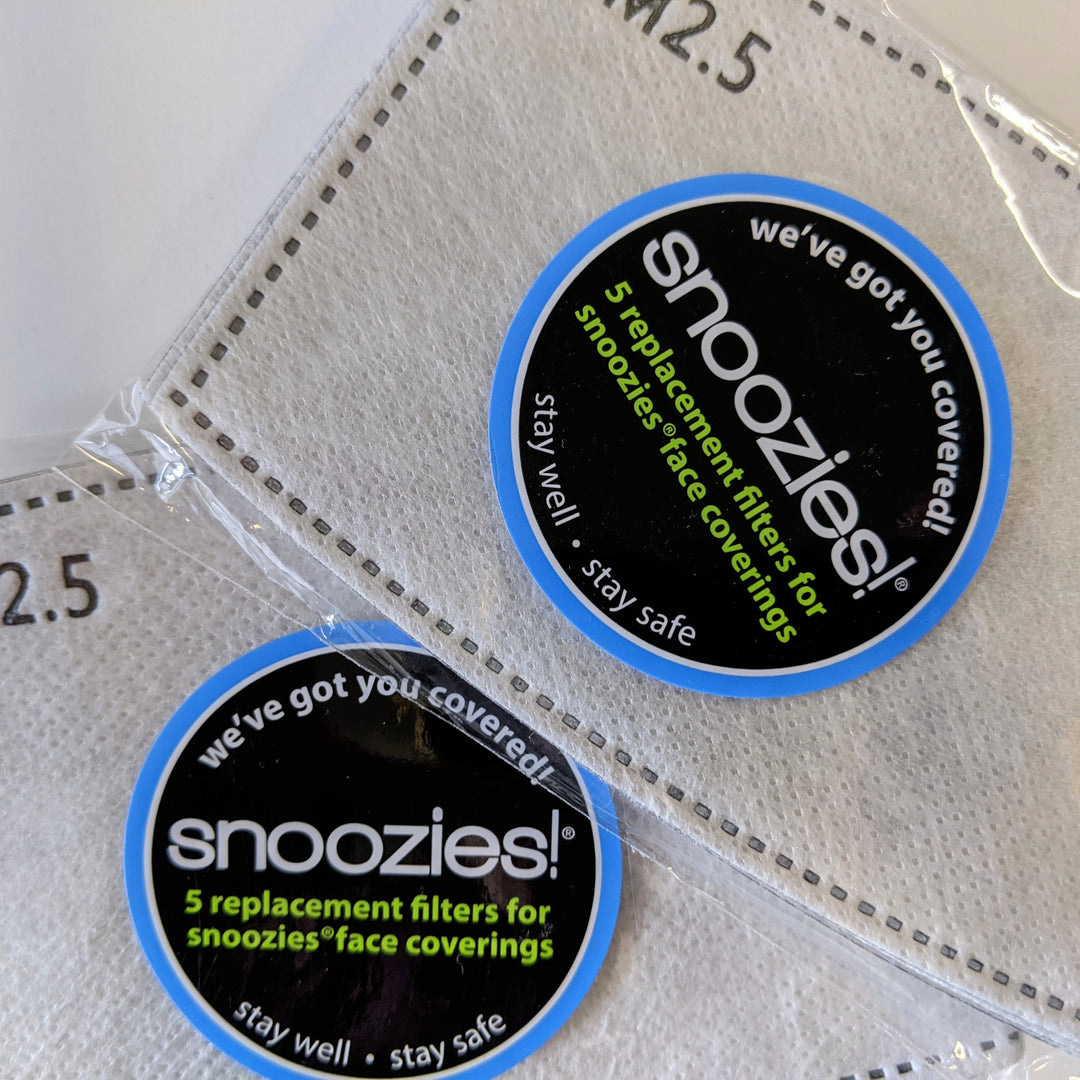 M2.5
we've got you covered!
snoozies!®
5 replacement filters for
snoozies® face coverings
stay well • stay safe
2.5
we've got you covered!
snoozies!®
5 replacement filters for
snoozies® face coverings
stay well • stay safe